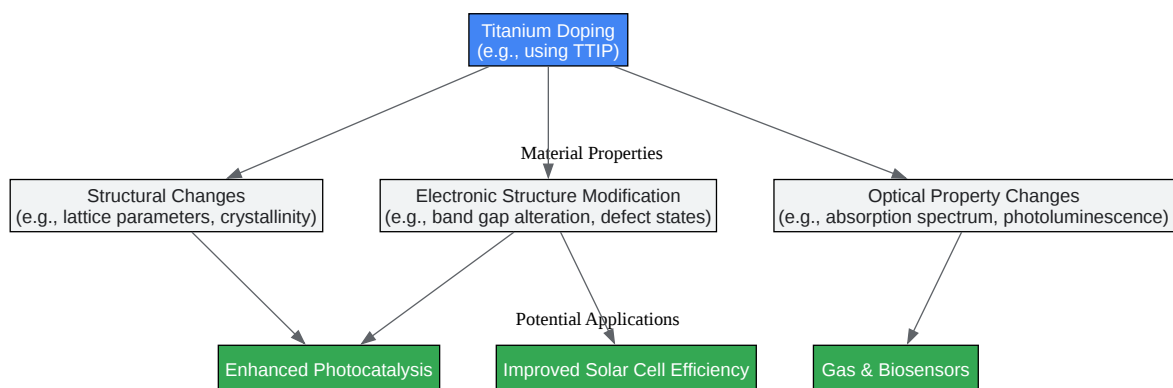 Titanium Doping
(e.g., using TTIP)
Material Properties
Structural Changes
(e.g., lattice parameters, crystallinity)
Electronic Structure Modification
(e.g., band gap alteration, defect states)
Optical Property Changes
(e.g., absorption spectrum, photoluminescence)
Potential Applications
Enhanced Photocatalysis
Improved Solar Cell Efficiency
Gas & Biosensors